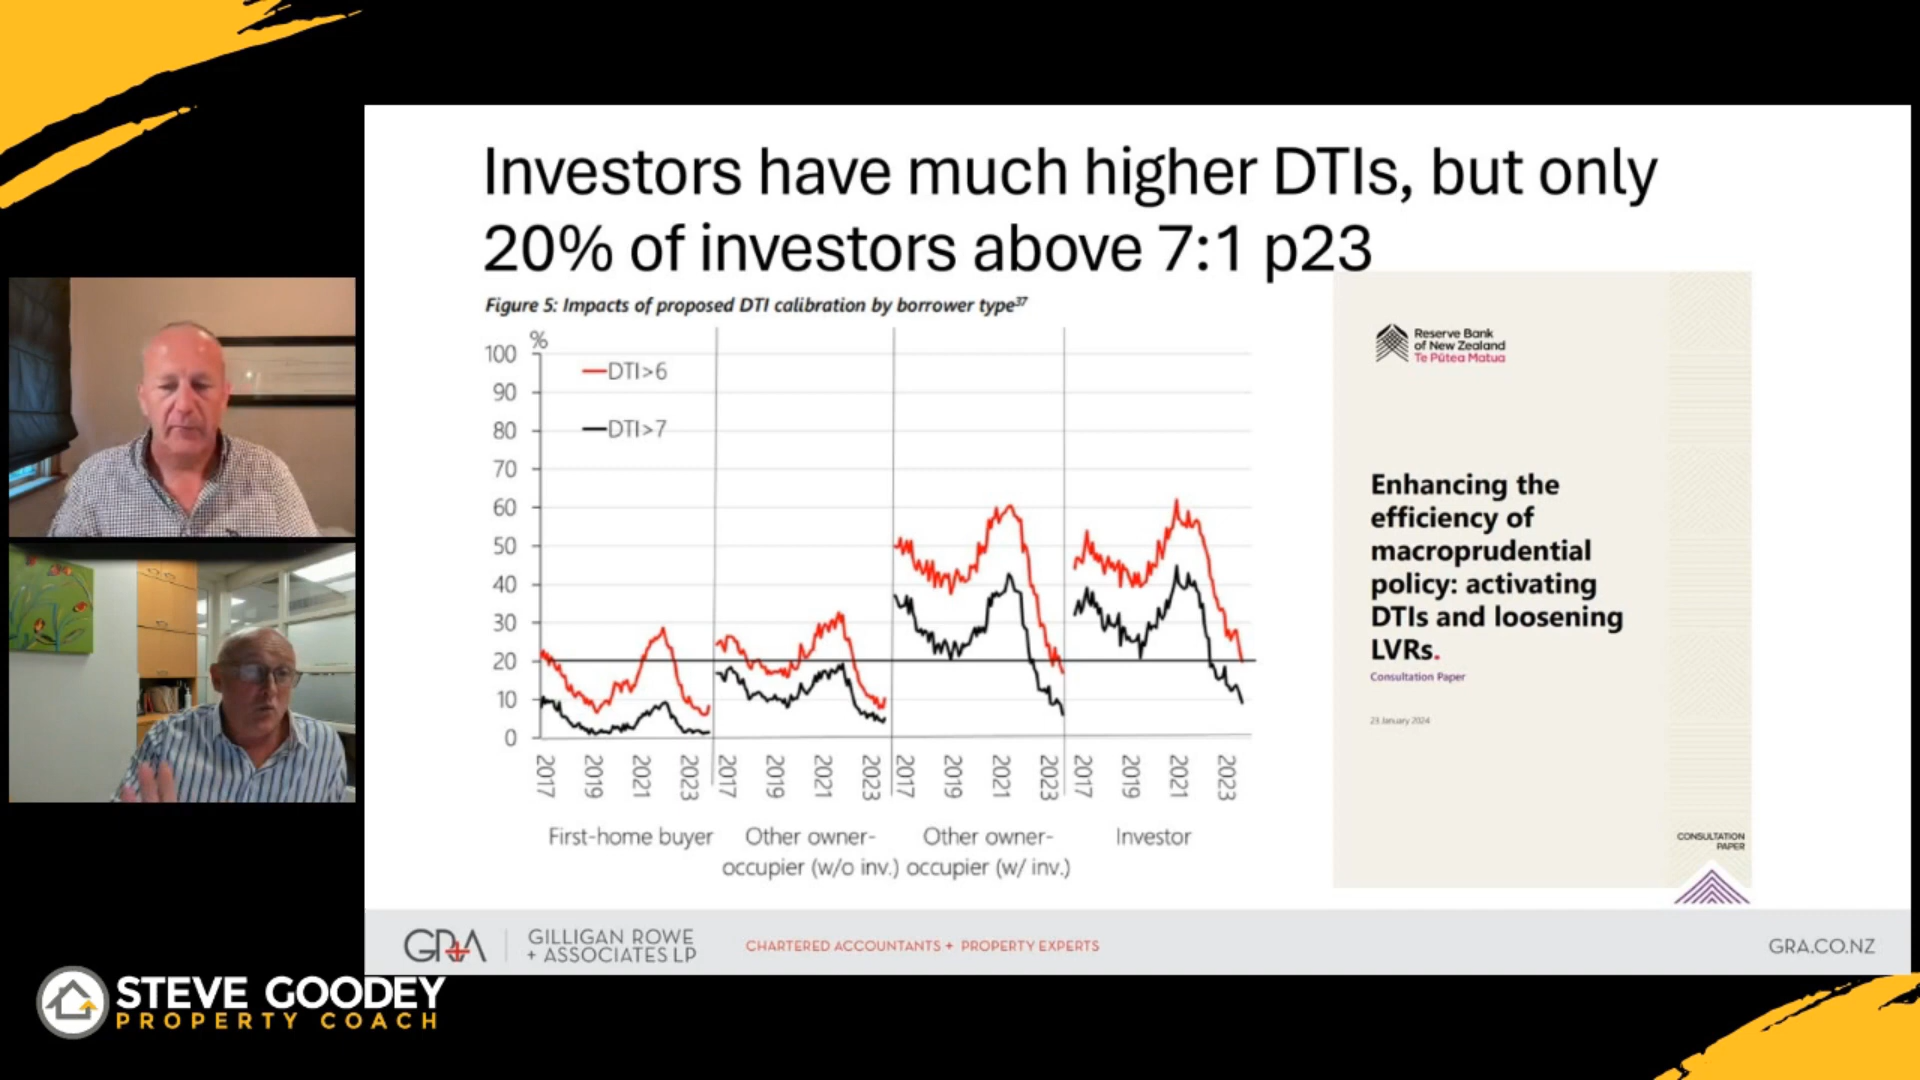 Investors have much higher DTIs, but only
20% of investors above 7:1 p23
Figure 5: Impacts of proposed DTI calibration by borrower type³⁷
%
100
90
80
70
60
50
40
30
20
10
0
DTI>6
DTI>7
2017 2019 2021 2023 2017 2019 2021 2023 2017 2019 2021 2023 2017 2019 2021 2023
First-home buyer
Other owner-
occupier (w/o inv.)
Other owner-
occupier (w/ inv.)
Investor
Reserve Bank
of New Zealand
Te Pūtea Matua
Enhancing the
efficiency of
macroprudential
policy: activating
DTIs and loosening
LVRs.
Consultation Paper
23 January 2024
CONSULTATION
PAPER
GRA
GILLIGAN ROWE
+ ASSOCIATES LP
CHARTERED ACCOUNTANTS + PROPERTY EXPERTS
GRA.CO.NZ
STEVE GOODEY
PROPERTY COACH